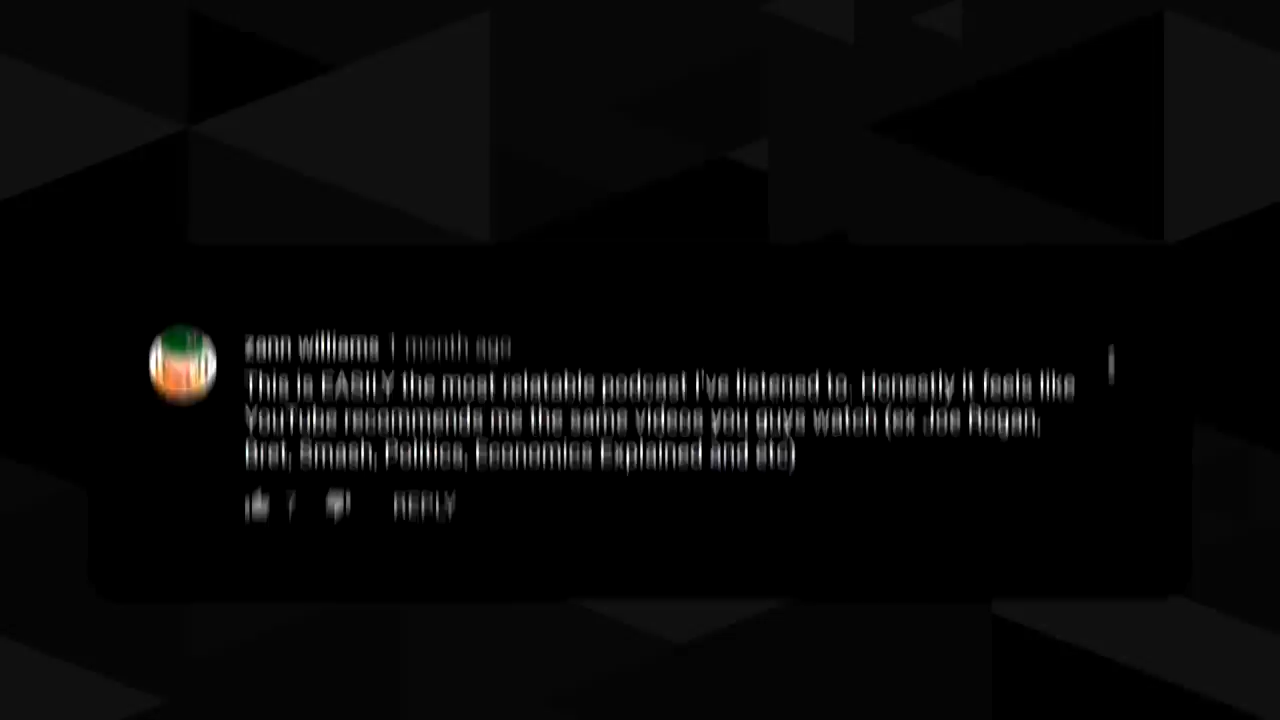 zann williams 1 month ago
This is EASILY the most relatable podcast I've listened to. Honestly it feels like
YouTube recommends me the same videos you guys watch (ex Joe Rogan,
Bret, Smash, Politics, Economics Explained and etc)
7 REPLY